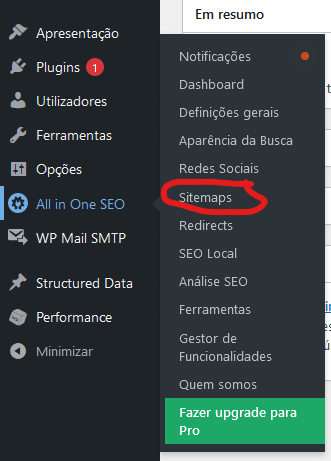 Apresentação
Plugins 1
Utilizadores
Ferramentas
Opções
All in One SEO
WP Mail SMTP
Structured Data
Performance
Minimizar
Em resumo
Notificações
Dashboard
Definições gerais
Aparência da Busca
Redes Sociais
Sitemaps
Redirects
SEO Local
Análise SEO
Ferramentas
Gestor de
Funcionalidades
Quem somos
Fazer upgrade para
Pro